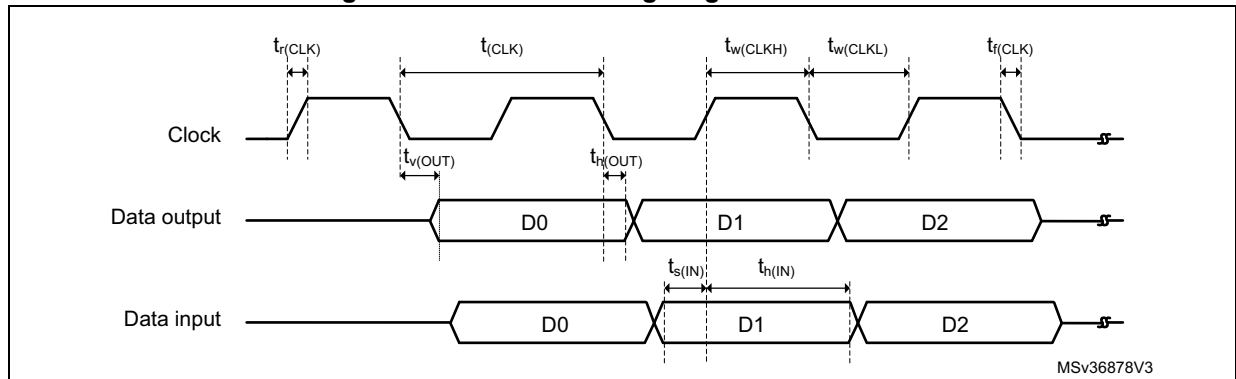 tr(CLK) t(CLK) tw(CLKH) tw(CLKL) tf(CLK)
Clock
tv(OUT) th(OUT)
Data output D0 D1 D2
ts(IN) th(IN)
Data input D0 D1 D2
MSv36878V3